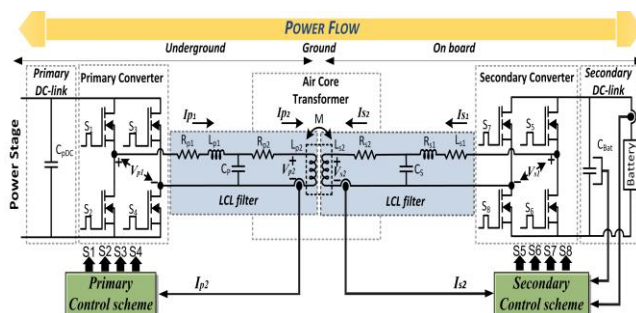 POWER FLOW
Underground
Ground
On board
Primary DC-link
Primary Converter
Air Core Transformer
Secondary Converter
Secondary DC-link
Power Stage
CpDC
S1
S3
S2
S4
Vp1
Ip1
Ip2
M
Is2
Is1
Rp1
Lp1
Rp2
Lp2
Ls2
Rs2
Rs1
Ls1
CP
Vp2
Vs2
CS
LCL filter
LCL filter
Vs1
S7
S5
S8
S6
CBat
Battery
S1 S2 S3 S4
S5 S6 S7 S8
Primary Control scheme
Ip2
Is2
Secondary Control scheme